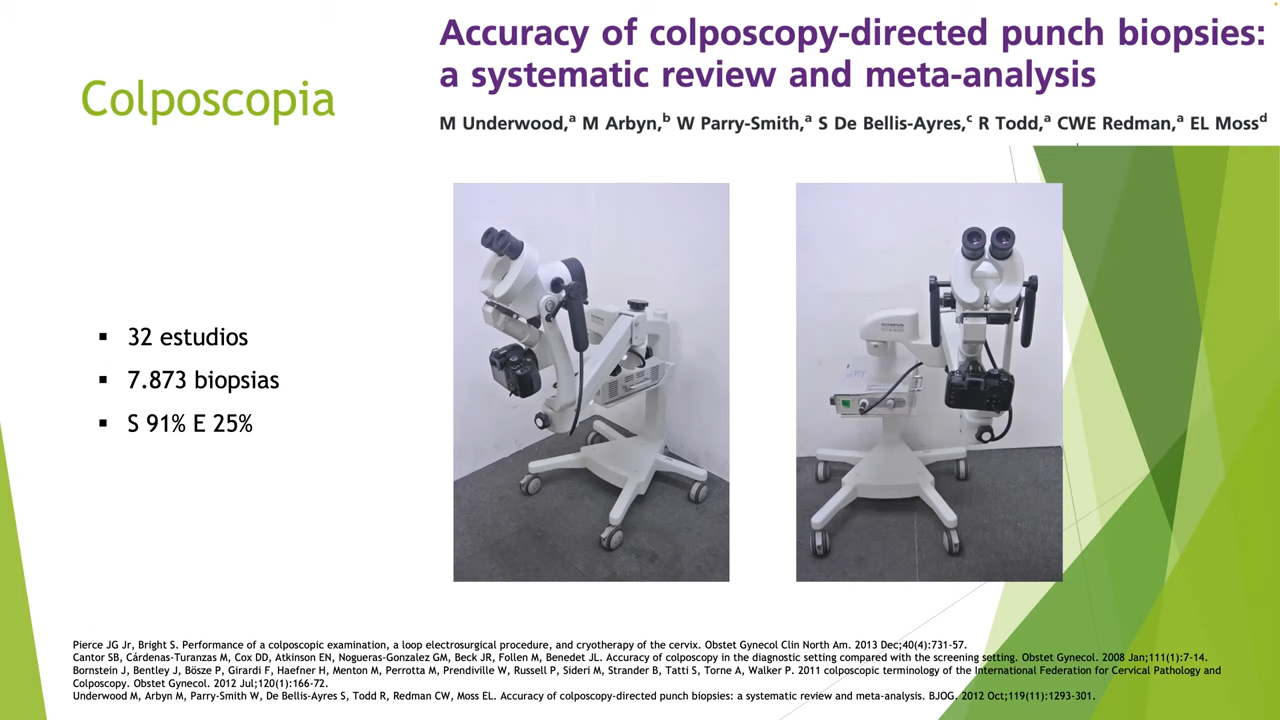 Colposcopia
Accuracy of colposcopy-directed punch biopsies:
a systematic review and meta-analysis
M Underwood,ᵃ M Arbyn,ᵇ W Parry-Smith,ᵃ S De Bellis-Ayres,ᶜ R Todd,ᵃ CWE Redman,ᵃ EL Mossᵈ
▪ 32 estudios
▪ 7.873 biopsias
▪ S 91% E 25%
OLYMPUS
Pierce JG Jr, Bright S. Performance of a colposcopic examination, a loop electrosurgical procedure, and cryotherapy of the cervix. Obstet Gynecol Clin North Am. 2013 Dec;40(4):731-57.
Cantor SB, Cárdenas-Turanzas M, Cox DD, Atkinson EN, Nogueras-Gonzalez GM, Beck JR, Follen M, Benedet JL. Accuracy of colposcopy in the diagnostic setting compared with the screening setting. Obstet Gynecol. 2008 Jan;111(1):7-14.
Bornstein J, Bentley J, Bösze P, Girardi F, Haefner H, Menton M, Perrotta M, Prendiville W, Russell P, Sideri M, Strander B, Tatti S, Torne A, Walker P. 2011 colposcopic terminology of the International Federation for Cervical Pathology and
Colposcopy. Obstet Gynecol. 2012 Jul;120(1):166-72.
Underwood M, Arbyn M, Parry-Smith W, De Bellis-Ayres S, Todd R, Redman CW, Moss EL. Accuracy of colposcopy-directed punch biopsies: a systematic review and meta-analysis. BJOG. 2012 Oct;119(11):1293-301.